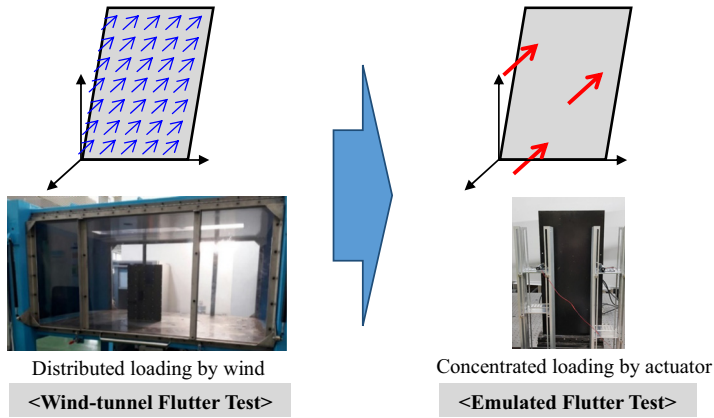 Distributed loading by wind
<Wind-tunnel Flutter Test>
Concentrated loading by actuator
<Emulated Flutter Test>